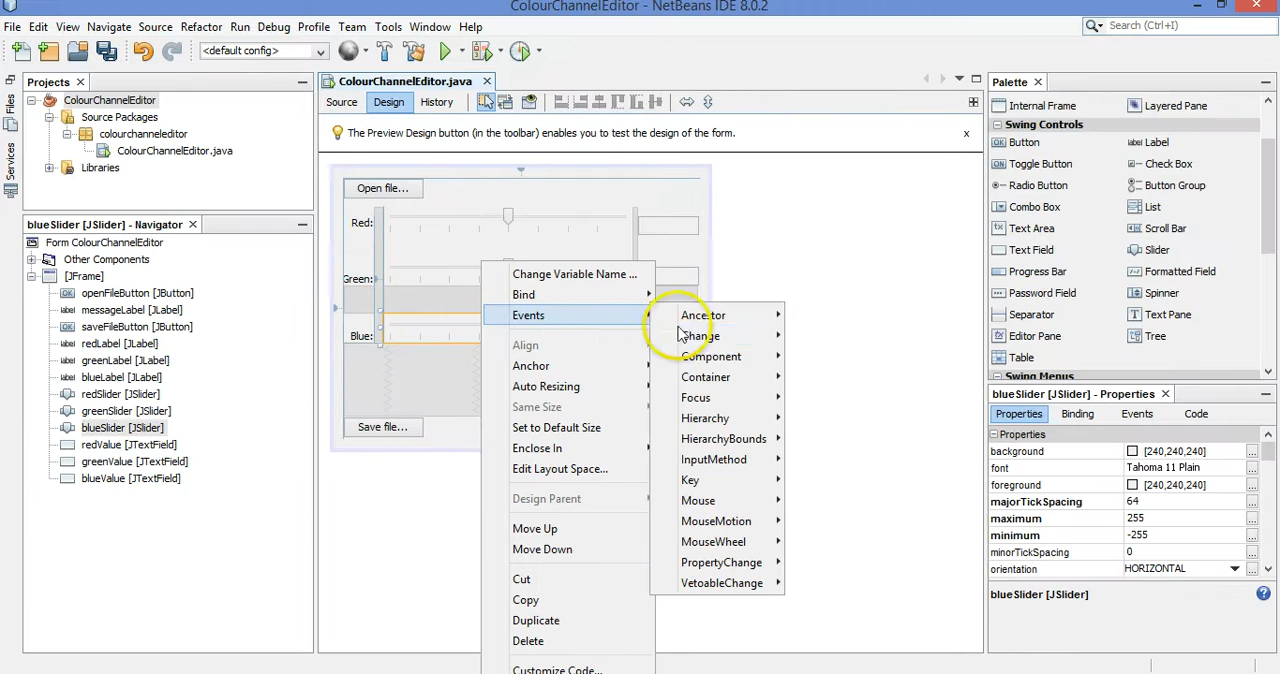 ColourChannelEditor - NetBeans IDE 8.0.2
File Edit View Navigate Source Refactor Run Debug Profile Team Tools Window Help
Search (Ctrl+I)
<default config>
Projects
ColourChannelEditor
Source Packages
colourchanneleditor
ColourChannelEditor.java
Libraries
Files
Services
blueSlider [JSlider] - Navigator
Form ColourChannelEditor
Other Components
[JFrame]
openFileButton [JButton]
messageLabel [JLabel]
saveFileButton [JButton]
redLabel [JLabel]
greenLabel [JLabel]
blueLabel [JLabel]
redSlider [JSlider]
greenSlider [JSlider]
blueSlider [JSlider]
redValue [JTextField]
greenValue [JTextField]
blueValue [JTextField]
ColourChannelEditor.java
Source Design History
The Preview Design button (in the toolbar) enables you to test the design of the form.
x
Open file...
Red:
Green:
Blue:
Save file...
Change Variable Name ...
Bind
Events
Align
Anchor
Auto Resizing
Same Size
Set to Default Size
Enclose In
Edit Layout Space...
Design Parent
Move Up
Move Down
Cut
Copy
Duplicate
Delete
Customize Code...
Ancestor
Change
Component
Container
Focus
Hierarchy
HierarchyBounds
InputMethod
Key
Mouse
MouseMotion
MouseWheel
PropertyChange
VetoableChange
Palette
Internal Frame Layered Pane
Swing Controls
OK Button label Label
ON Toggle Button Check Box
Radio Button Button Group
Combo Box List
Text Area Scroll Bar
Text Field Slider
Progress Bar Formatted Field
Password Field Spinner
Separator Text Pane
Editor Pane Tree
Table
Swing Menus
blueSlider [JSlider] - Properties
Properties Binding Events Code
Properties
background [240,240,240] ...
font Tahoma 11 Plain ...
foreground [240,240,240] ...
majorTickSpacing 64 ...
maximum 255 ...
minimum -255 ...
minorTickSpacing 0 ...
orientation HORIZONTAL ...
blueSlider [JSlider]